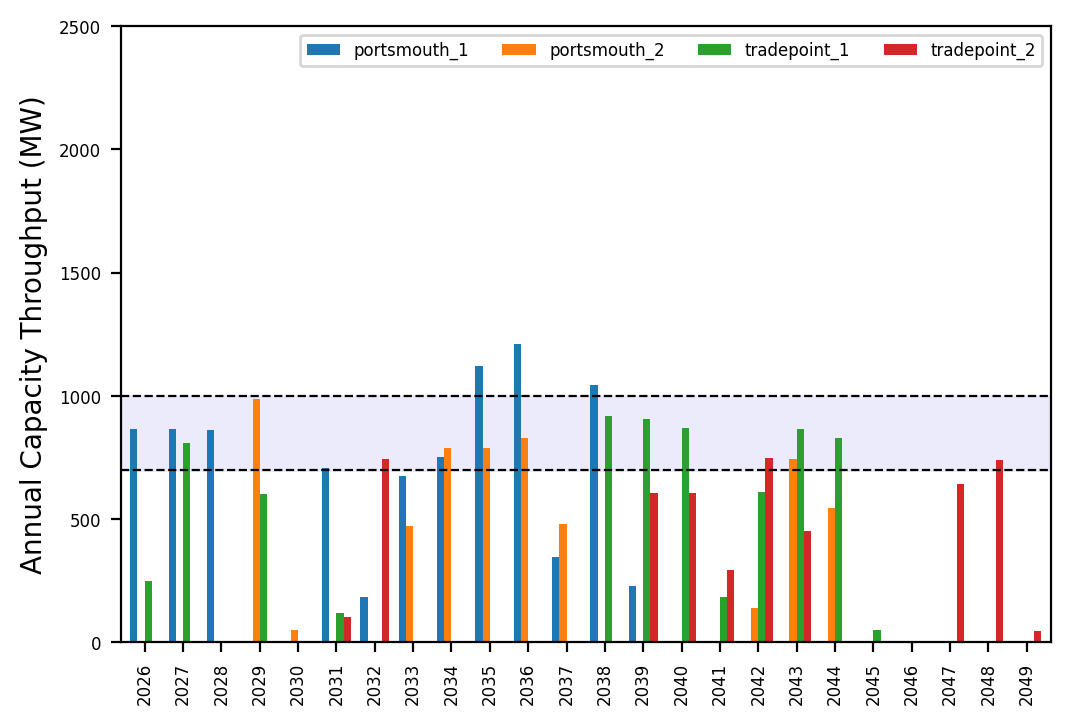 2500
portsmouth_1 portsmouth_2 tradepoint_1 tradepoint_2
2000
1500
1000
500
0
Annual Capacity Throughput (MW)
2026 2027 2028 2029 2030 2031 2032 2033 2034 2035 2036 2037 2038 2039 2040 2041 2042 2043 2044 2045 2046 2047 2048 2049